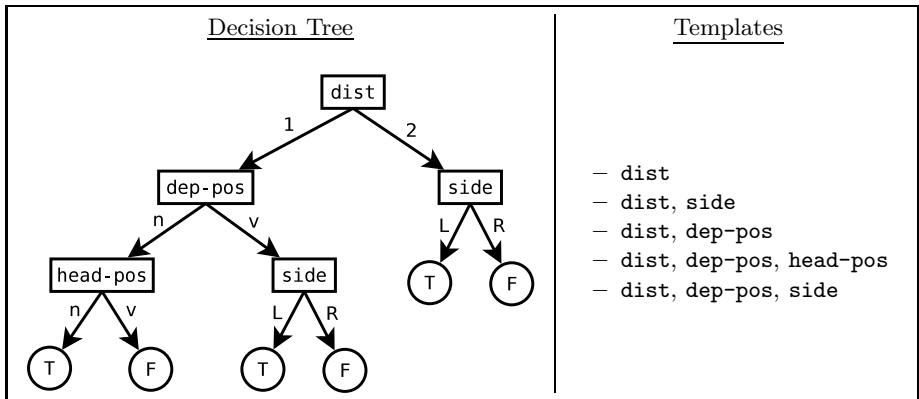 Decision Tree
Templates
dist
1 2
dep-pos side
n v L R
head-pos side T F
n v L R
T F T F
– dist
– dist, side
– dist, dep-pos
– dist, dep-pos, head-pos
– dist, dep-pos, side